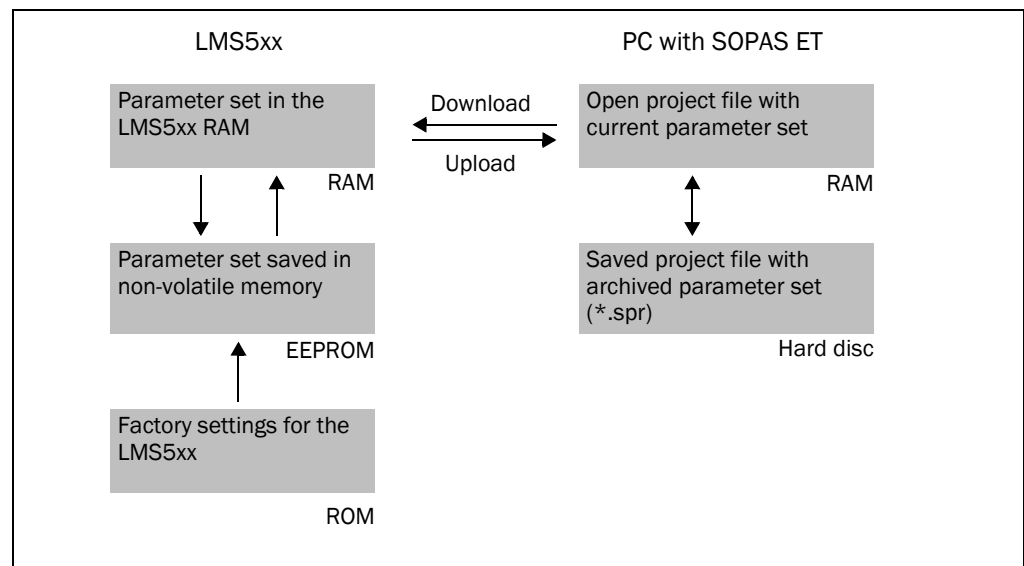 LMS5xx
PC with SOPAS ET
Parameter set in the
LMS5xx RAM
RAM
Download
Upload
Open project file with
current parameter set
RAM
Parameter set saved in
non-volatile memory
EEPROM
Saved project file with
archived parameter set
(*.spr)
Hard disc
Factory settings for the
LMS5xx
ROM